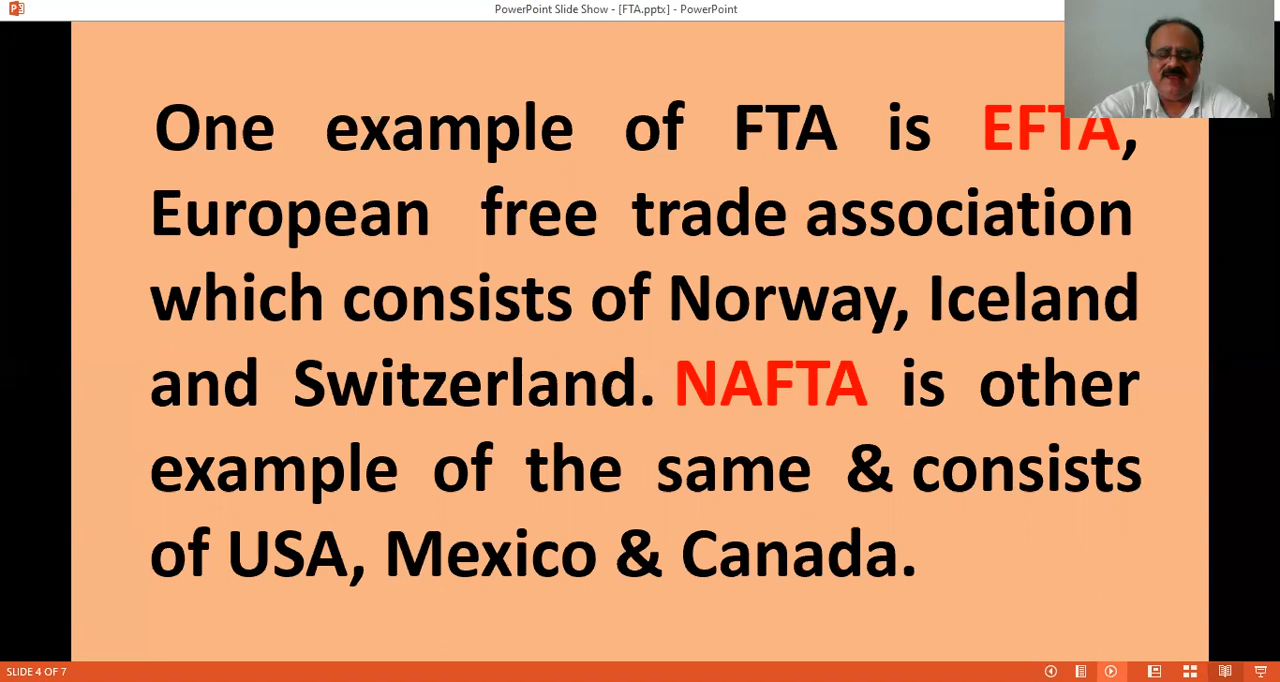 PowerPoint Slide Show - [FTA.pptx] - PowerPoint
One example of FTA is EFTA,
European free trade association
which consists of Norway, Iceland
and Switzerland. NAFTA is other
example of the same & consists
of USA, Mexico & Canada.
SLIDE 4 OF 7